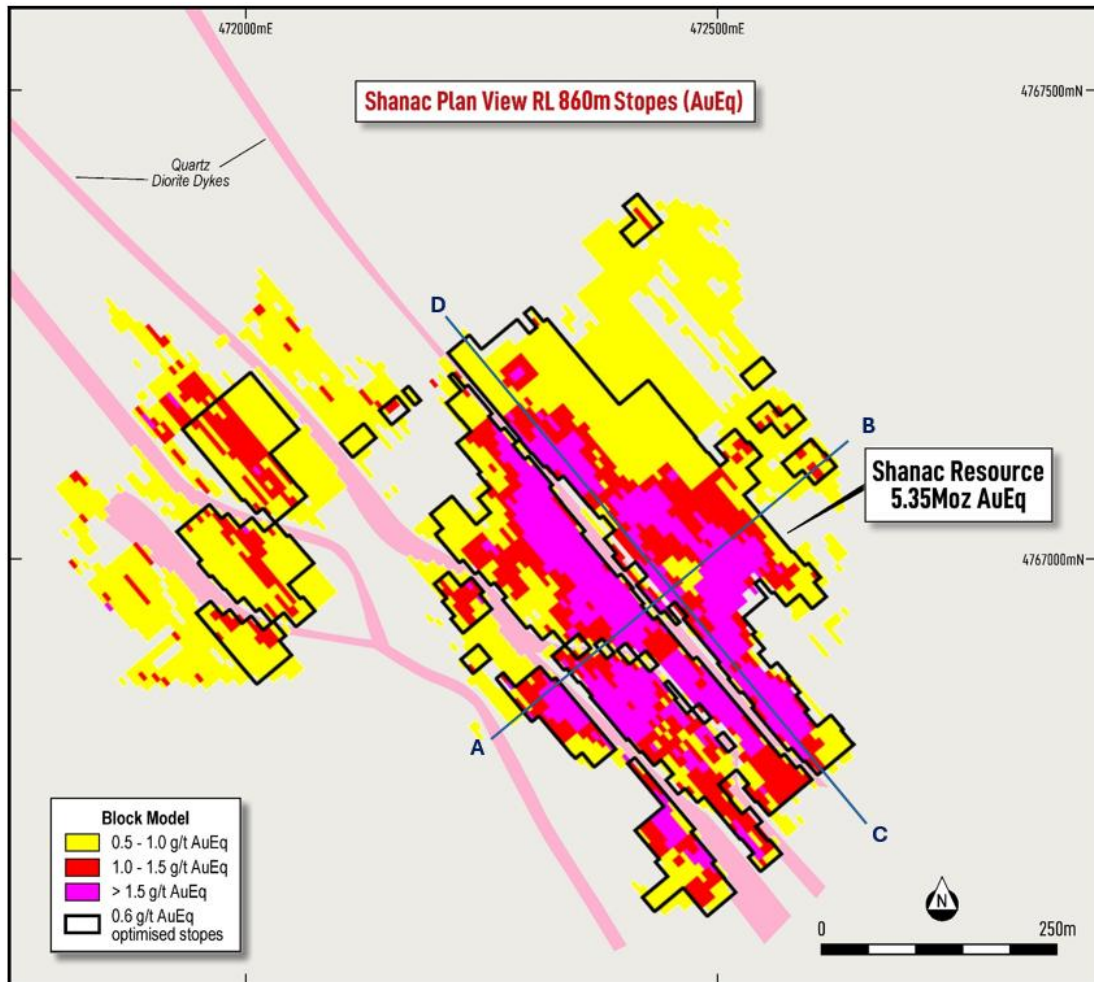 472000mE
472500mE
Shanac Plan View RL 860m Stopes (AuEq)
4767500mN
Quartz
Diorite Dykes
D
B
Shanac Resource
5.35Moz AuEq
4767000mN
A
C
Block Model
0.5 - 1.0 g/t AuEq
1.0 - 1.5 g/t AuEq
> 1.5 g/t AuEq
0.6 g/t AuEq
optimised stopes
N
0
250m